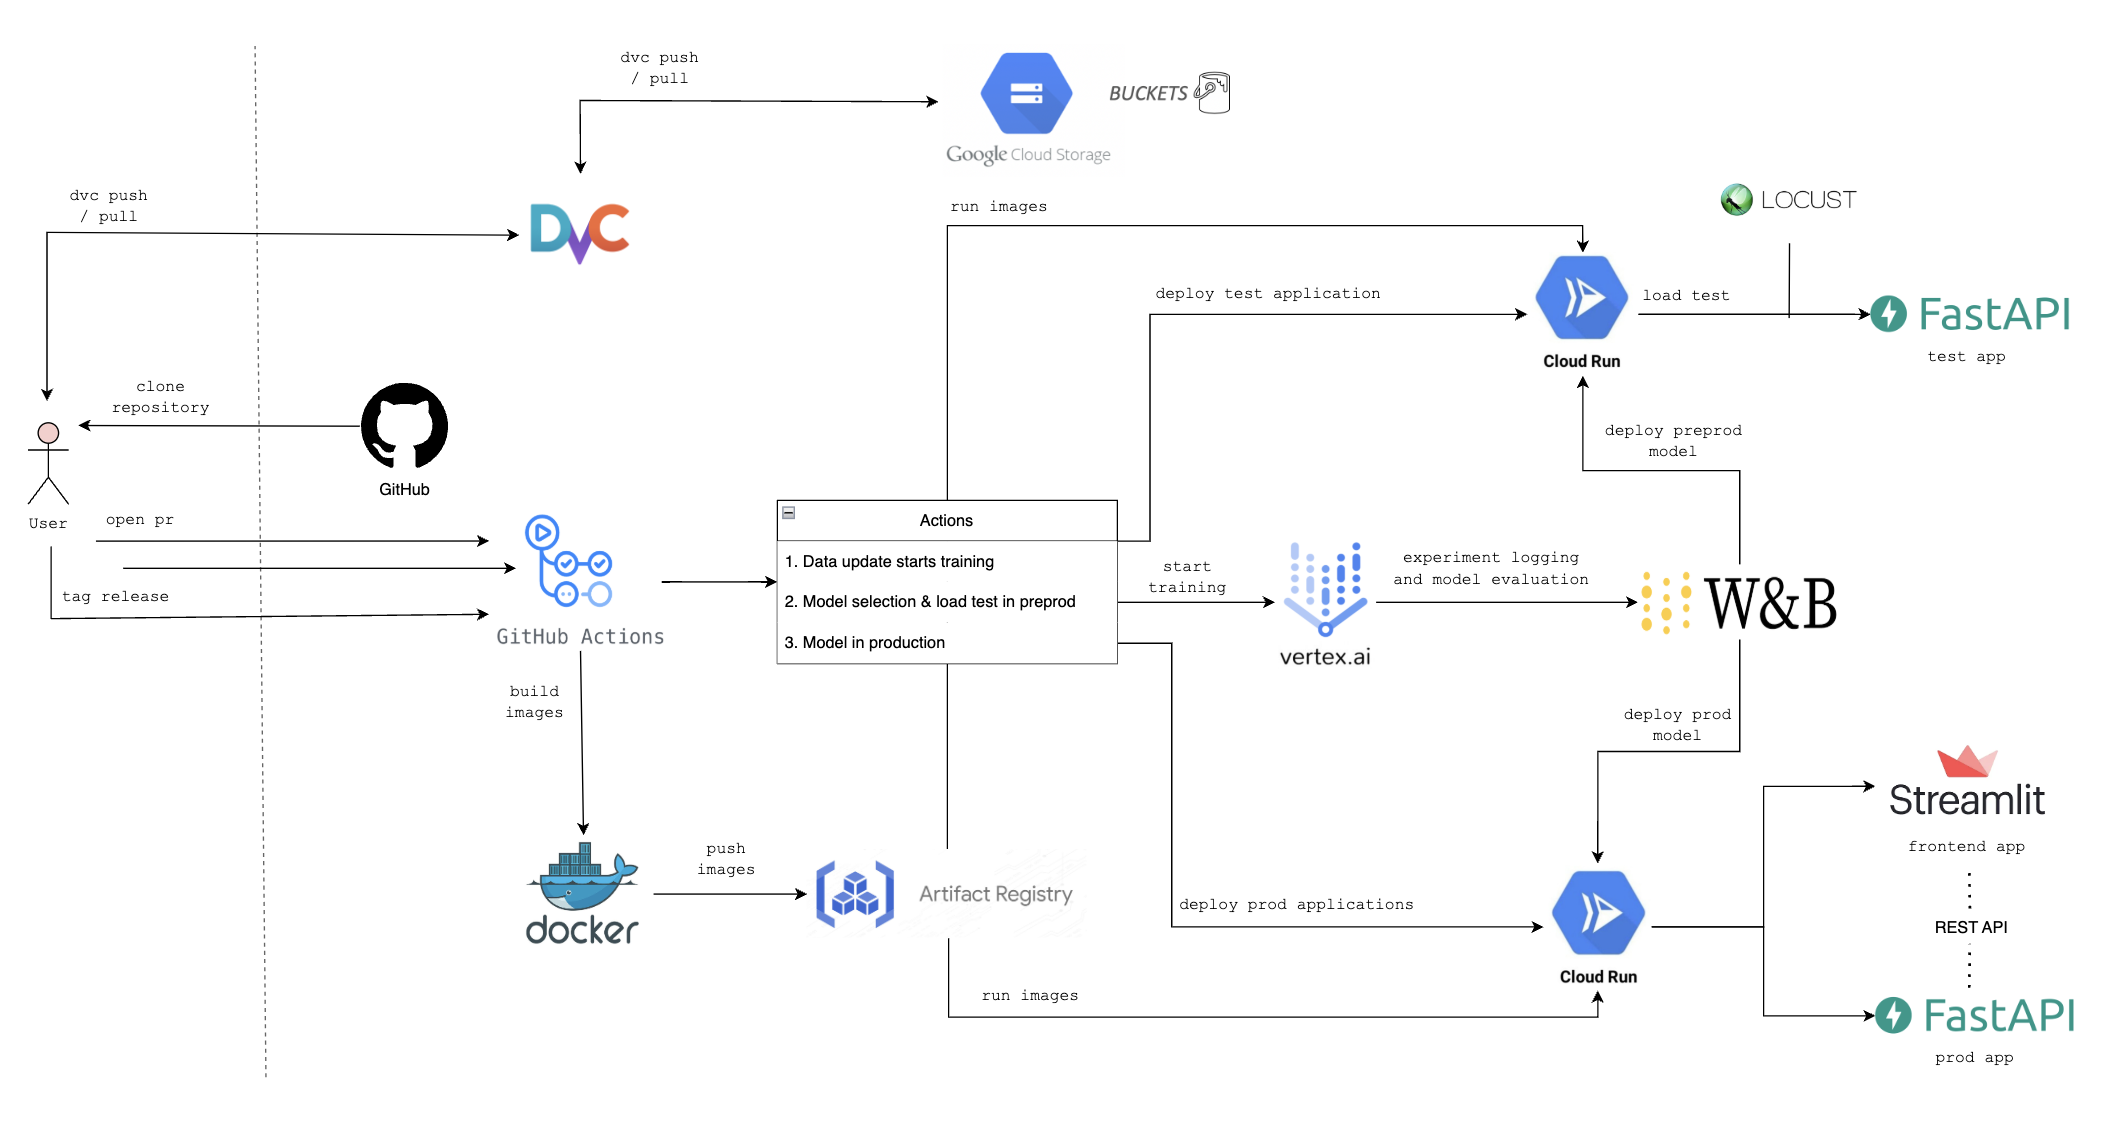 dvc push
/ pull
BUCKETS
Google Cloud Storage
dvc push
/ pull
DVC
run images
LOCUST
deploy test application
load test
FastAPI
test app
Cloud Run
clone
repository
GitHub
User
deploy preprod
model
open pr
tag release
GitHub Actions
Actions
1. Data update starts training
2. Model selection & load test in preprod
3. Model in production
start
training
vertex.ai
experiment logging
and model evaluation
W&B
build
images
deploy prod
model
docker
push
images
Artifact Registry
deploy prod applications
Cloud Run
run images
Streamlit
frontend app
REST API
FastAPI
prod app